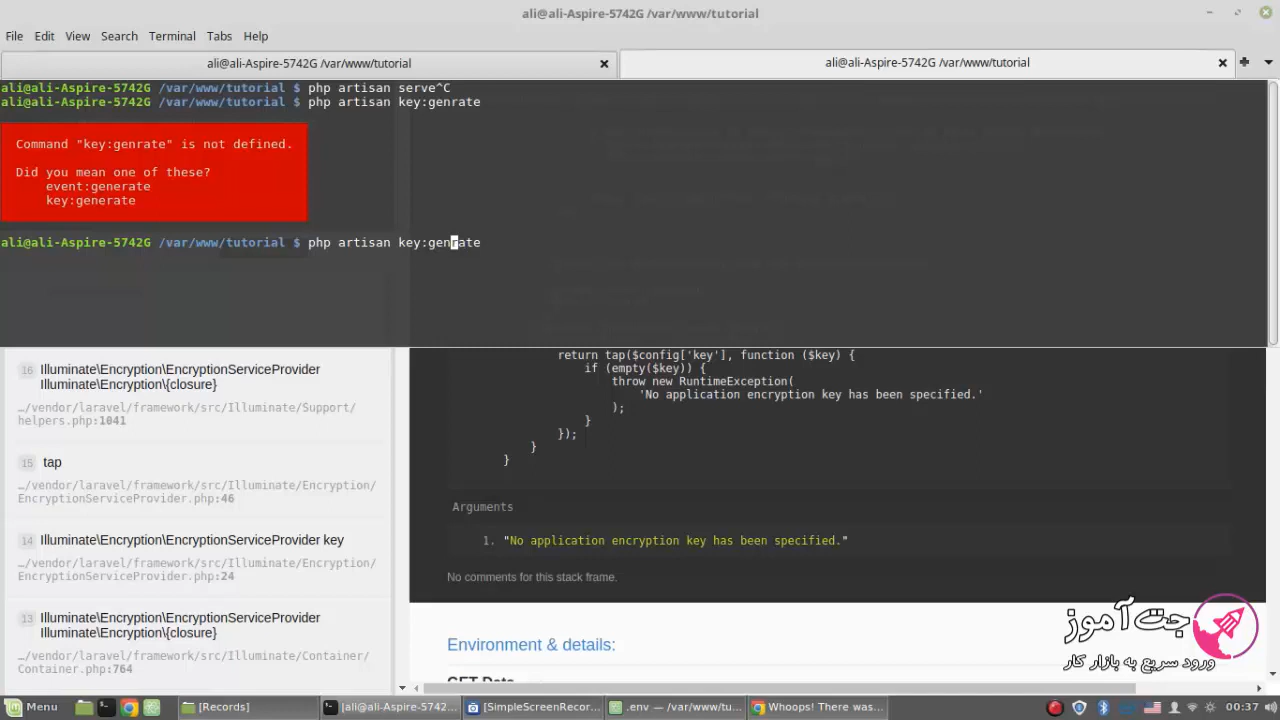 ali@ali-Aspire-5742G /var/www/tutorial
File Edit View Search Terminal Tabs Help
ali@ali-Aspire-5742G /var/www/tutorial
ali@ali-Aspire-5742G /var/www/tutorial
ali@ali-Aspire-5742G /var/www/tutorial $ php artisan serve^C
ali@ali-Aspire-5742G /var/www/tutorial $ php artisan key:genrate
Command "key:genrate" is not defined.
Did you mean one of these?
event:generate
key:generate
ali@ali-Aspire-5742G /var/www/tutorial $ php artisan key:genrate
16 Illuminate\Encryption\EncryptionServiceProvider
Illuminate\Encryption\{closure}
…/vendor/laravel/framework/src/Illuminate/Support/
helpers.php:1041
15 tap
…/vendor/laravel/framework/src/Illuminate/Encryption/
EncryptionServiceProvider.php:46
14 Illuminate\Encryption\EncryptionServiceProvider key
…/vendor/laravel/framework/src/Illuminate/Encryption/
EncryptionServiceProvider.php:24
13 Illuminate\Encryption\EncryptionServiceProvider
Illuminate\Encryption\{closure}
…/vendor/laravel/framework/src/Illuminate/Container/
Container.php:764
return tap($config['key'], function ($key) {
if (empty($key)) {
throw new RuntimeException(
'No application encryption key has been specified.'
);
}
});
}
}
Arguments
1. "No application encryption key has been specified."
No comments for this stack frame.
Environment & details:
GET Data
جت آموز
ورود سریع به بازار کار
Menu [Records] [ali@ali-Aspire-5742... [SimpleScreenRecor... .env — /var/www/tu... Whoops! There was... 00:37